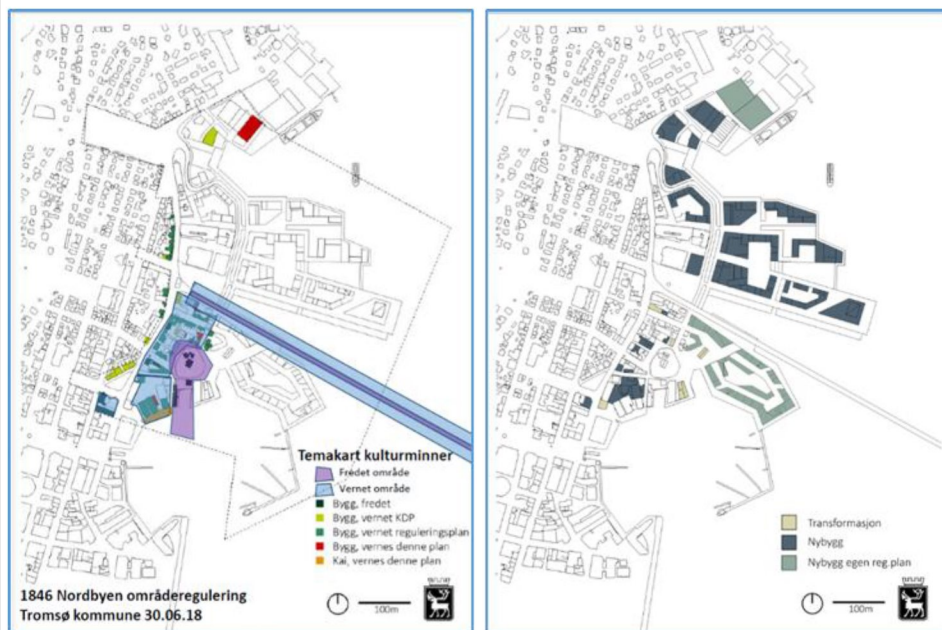 Temakart kulturminner
Fredet område
Vernet område
Bygg, fredet
Bygg, vernet KDP
Bygg, vernet reguleringsplan
Bygg, vernes denne plan
Kai, vernes denne plan
1846 Nordbyen områderegulering
Tromsø kommune 30.06.18
100m
Transformasjon
Nybygg
Nybygg egen reg.plan
100m